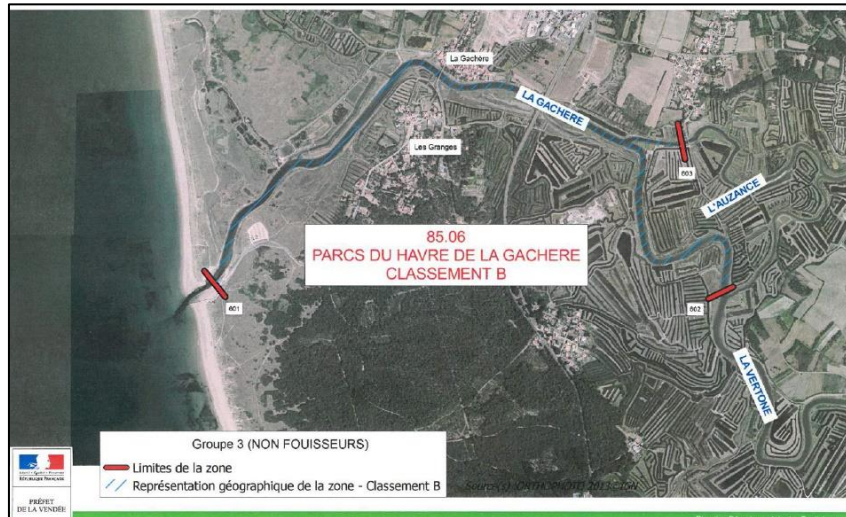 La Gachère
LA GACHERE
Les Granges
603
L'AUZANCE
85.06
PARCS DU HAVRE DE LA GACHERE
CLASSEMENT B
601
602
LA VERTONE
Groupe 3 (NON FOUISSEURS)
Limites de la zone
Représentation géographique de la zone - Classement B
RÉPUBLIQUE FRANÇAISE
PRÉFET
DE LA VENDÉE